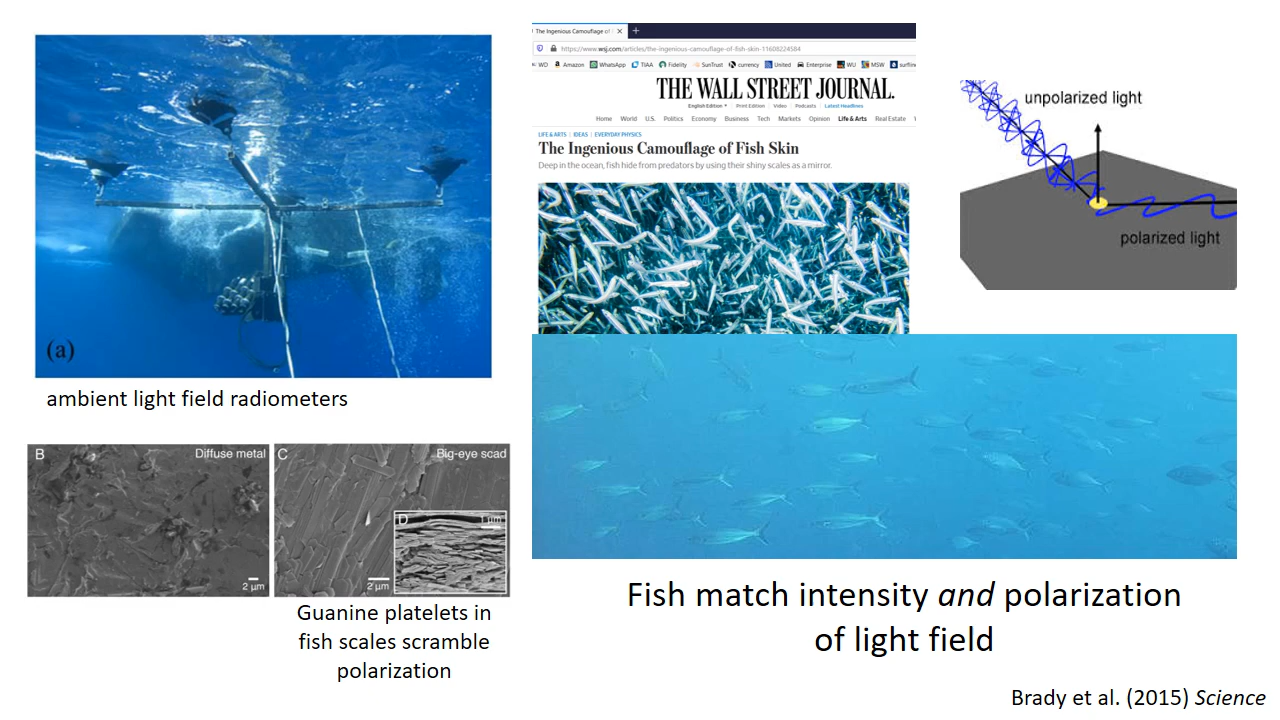 (a)
ambient light field radiometers
B
Diffuse metal
2 µm
C
Big-eye scad
2 µm
D
1 µm
Guanine platelets in
fish scales scramble
polarization
The Ingenious Camouflage of
https://www.wsj.com/articles/the-ingenious-camouflage-of-fish-skin-11608224584
WD Amazon WhatsApp TIAA Fidelity SunTrust currency United Enterprise WU MSW
THE WALL STREET JOURNAL.
English Edition Print Edition Video Podcasts Latest Headlines
Home World U.S. Politics Economy Business Tech Markets Opinion Life & Arts Real Estate
LIFE & ARTS | IDEAS | EVERYDAY PHYSICS
The Ingenious Camouflage of Fish Skin
Deep in the ocean, fish hide from predators by using their shiny scales as a mirror.
unpolarized light
polarized light
Fish match intensity and polarization
of light field
Brady et al. (2015) Science